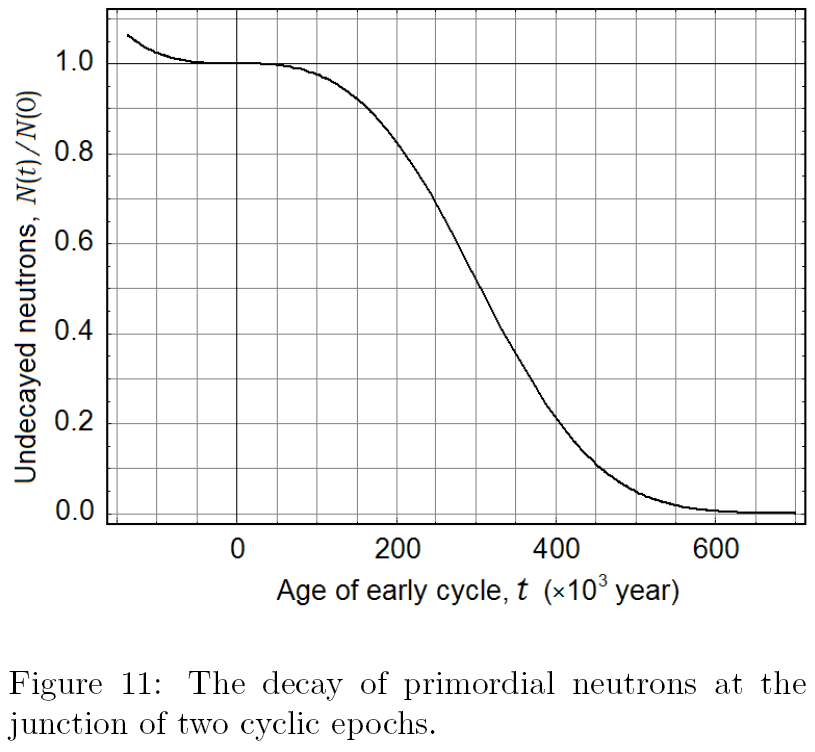 Undecayed neutrons, N(t)/N(0)
1.0
0.8
0.6
0.4
0.2
0.0
0 200 400 600
Age of early cycle, t (×10³ year)
Figure 11: The decay of primordial neutrons at the
junction of two cyclic epochs.